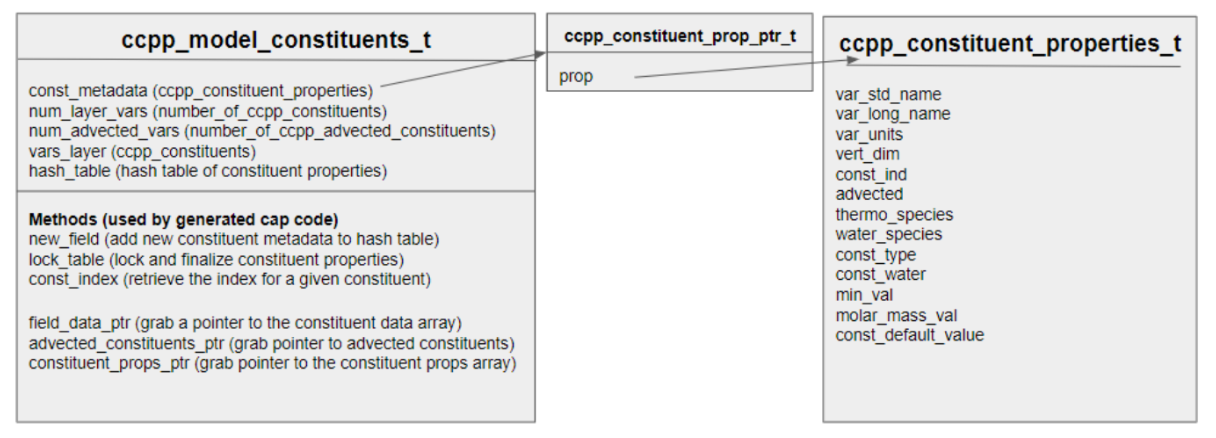 ccpp_model_constituents_t
const_metadata (ccpp_constituent_properties)
num_layer_vars (number_of_ccpp_constituents)
num_advected_vars (number_of_ccpp_advected_constituents)
vars_layer (ccpp_constituents)
hash_table (hash table of constituent properties)
Methods (used by generated cap code)
new_field (add new constituent metadata to hash table)
lock_table (lock and finalize constituent properties)
const_index (retrieve the index for a given constituent)
field_data_ptr (grab a pointer to the constituent data array)
advected_constituents_ptr (grab pointer to advected constituents)
constituent_props_ptr (grab pointer to the constituent props array)
ccpp_constituent_prop_ptr_t
prop
ccpp_constituent_properties_t
var_std_name
var_long_name
var_units
vert_dim
const_ind
advected
thermo_species
water_species
const_type
const_water
min_val
molar_mass_val
const_default_value